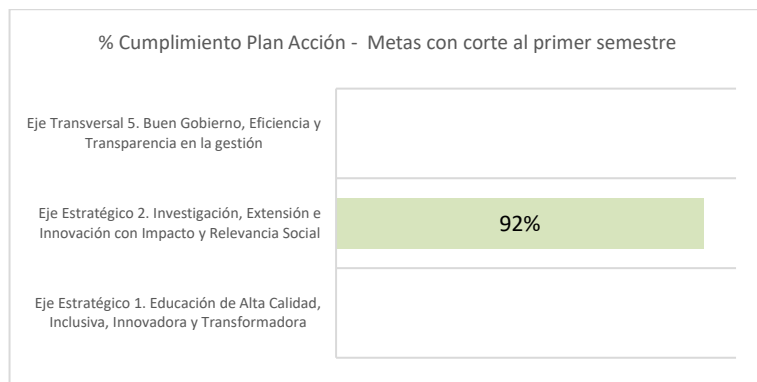 % Cumplimiento Plan Acción - Metas con corte al primer semestre
Eje Transversal 5. Buen Gobierno, Eficiencia y
Transparencia en la gestión
Eje Estratégico 2. Investigación, Extensión e
Innovación con Impacto y Relevancia Social
92%
Eje Estratégico 1. Educación de Alta Calidad,
Inclusiva, Innovadora y Transformadora